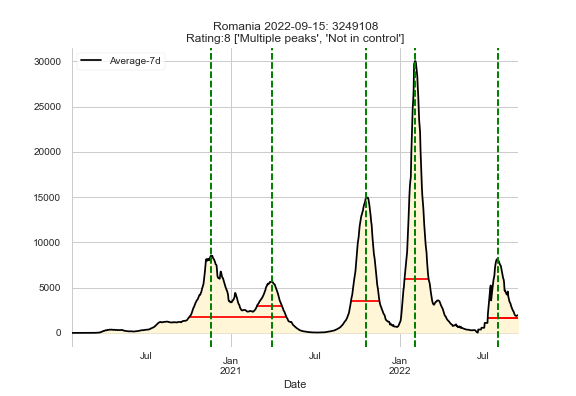 Romania 2022-09-15: 3249108
Rating:8 ['Multiple peaks', 'Not in control']
Average-7d
30000
25000
20000
15000
10000
5000
0
Jul
Jan
2021
Jul
Jan
2022
Jul
Date